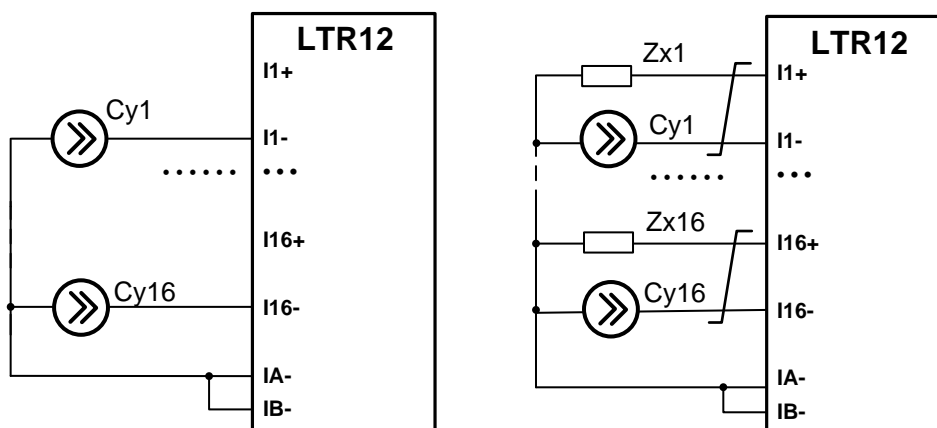 LTR12
I1+
Cy1
I1-
...... ...
I16+
Cy16
I16-
IA-
IB-
LTR12
Zx1
I1+
Cy1
I1-
...... ...
Zx16
I16+
Cy16
I16-
IA-
IB-